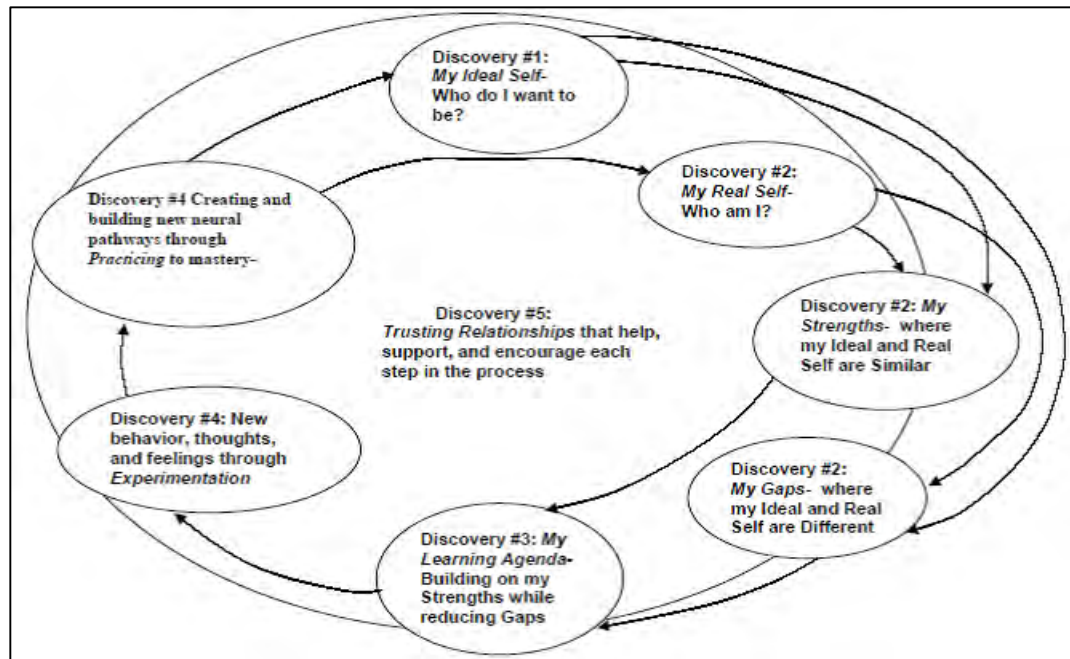 Discovery #1:
My Ideal Self-
Who do I want to
be?
Discovery #2:
My Real Self-
Who am I?
Discovery #4 Creating and
building new neural
pathways through
Practicing to mastery-
Discovery #2: My
Strengths- where
my Ideal and Real
Self are Similar
Discovery #5:
Trusting Relationships that help,
support, and encourage each
step in the process
Discovery #4: New
behavior, thoughts,
and feelings through
Experimentation
Discovery #2:
My Gaps- where
my Ideal and Real
Self are Different
Discovery #3: My
Learning Agenda-
Building on my
Strengths while
reducing Gaps